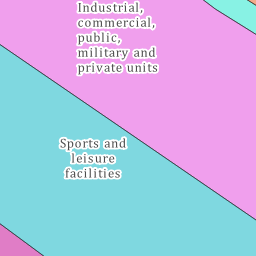 Industrial,
commercial,
public,
military and
private units
Sports and
leisure
facilities